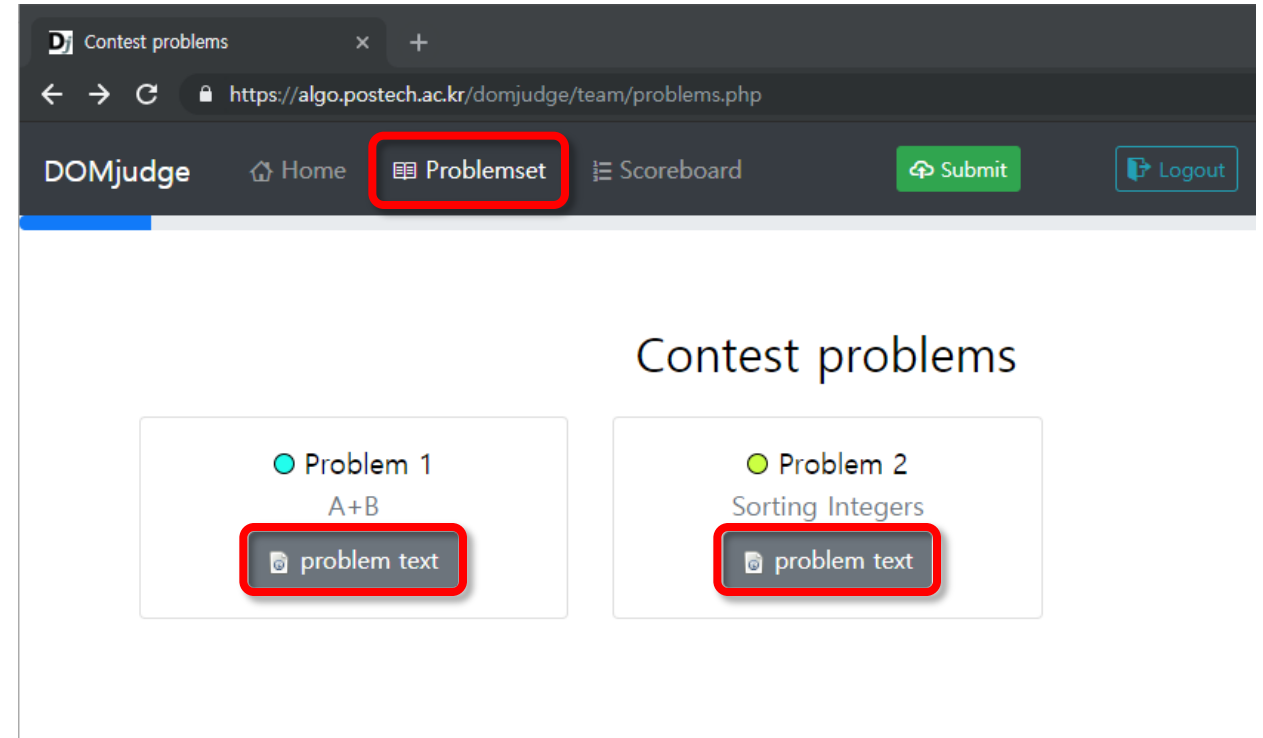 Dj Contest problems × +
https://algo.postech.ac.kr/domjudge/team/problems.php
DOMjudge Home Problemset Scoreboard Submit Logout
Contest problems
Problem 1
A+B
problem text
Problem 2
Sorting Integers
problem text